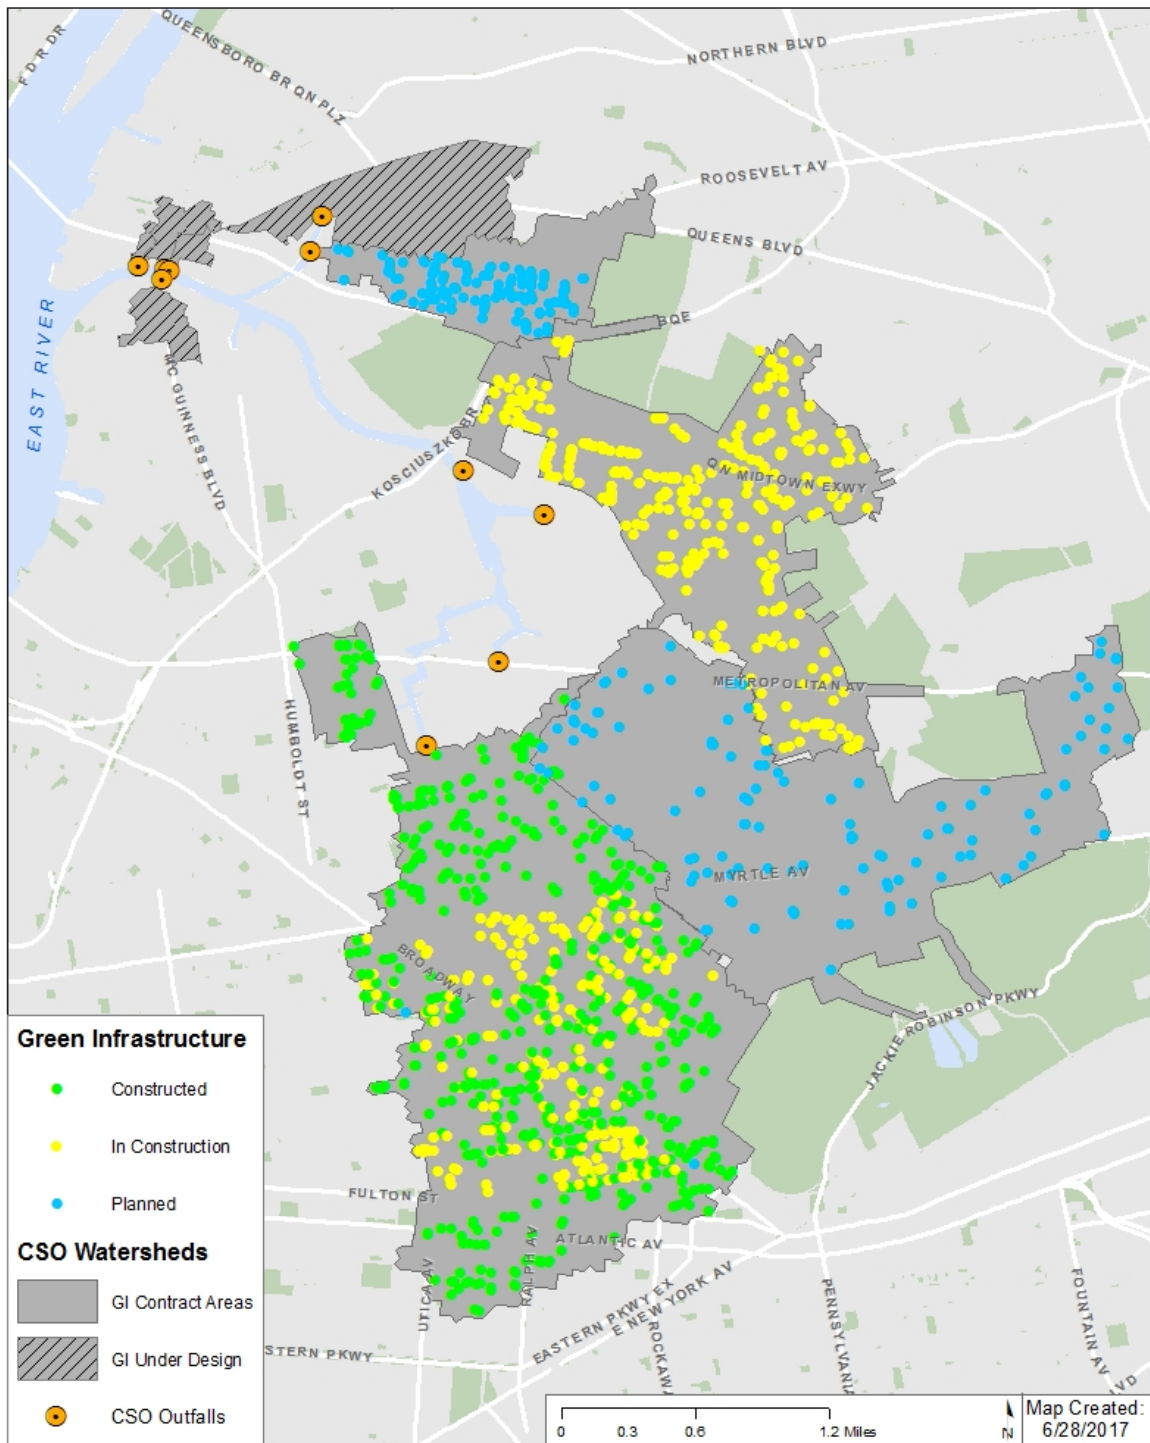 F D R DR
QUEENSBORO BR QN PLZ
NORTHERN BLVD
ROOSEVELT AV
QUEENS BLVD
BQE
EAST RIVER
MC GUINNESS BLVD
KOSCIUSZKO BR
QN MIDTOWN EXWY
METROPOLITAN AV
HUMBOLDT ST
MYRTLE AV
BROADWAY
JACKIE ROBINSON PKWY
FULTON ST
ATLANTIC AV
UTICA AV
RALPH AV
EASTERN PKWY EX
E NEW YORK AV
ROCKAWA
PENNSYLVANIA
FOUNTAIN AV
LVD
STERN PKWY
Green Infrastructure
Constructed
In Construction
Planned
CSO Watersheds
GI Contract Areas
GI Under Design
CSO Outfalls
0 0.3 0.6 1.2 Miles
N
Map Created:
6/28/2017